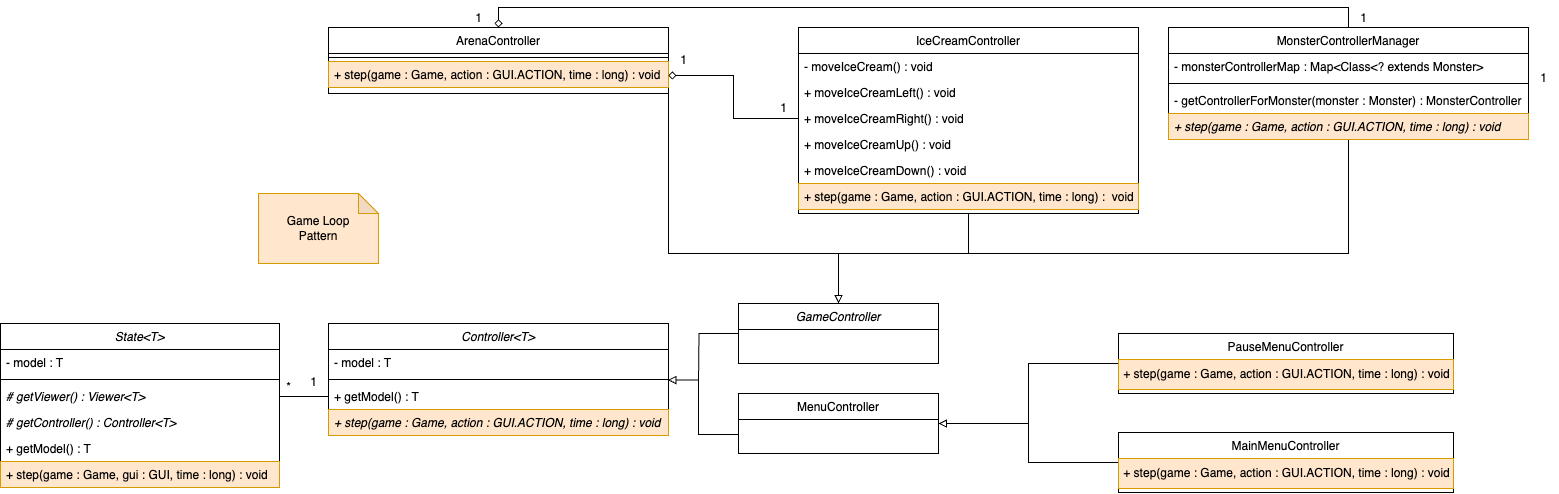 1
1
ArenaController
+ step(game : Game, action : GUI.ACTION, time : long) : void
1
1
IceCreamController
- moveIceCream() : void
+ moveIceCreamLeft() : void
+ moveIceCreamRight() : void
+ moveIceCreamUp() : void
+ moveIceCreamDown() : void
+ step(game : Game, action : GUI.ACTION, time : long) :  void
MonsterControllerManager
- monsterControllerMap : Map<Class<? extends Monster>
1
- getControllerForMonster(monster : Monster) : MonsterController
+ step(game : Game, action : GUI.ACTION, time : long) : void
Game Loop
Pattern
State<T>
- model : T
# getViewer() : Viewer<T>
# getController() : Controller<T>
+ getModel() : T
+ step(game : Game, gui : GUI, time : long) : void
*
1
Controller<T>
- model : T
+ getModel() : T
+ step(game : Game, action : GUI.ACTION, time : long) : void
GameController
MenuController
PauseMenuController
+ step(game : Game, action : GUI.ACTION, time : long) : void
MainMenuController
+ step(game : Game, action : GUI.ACTION, time : long) : void